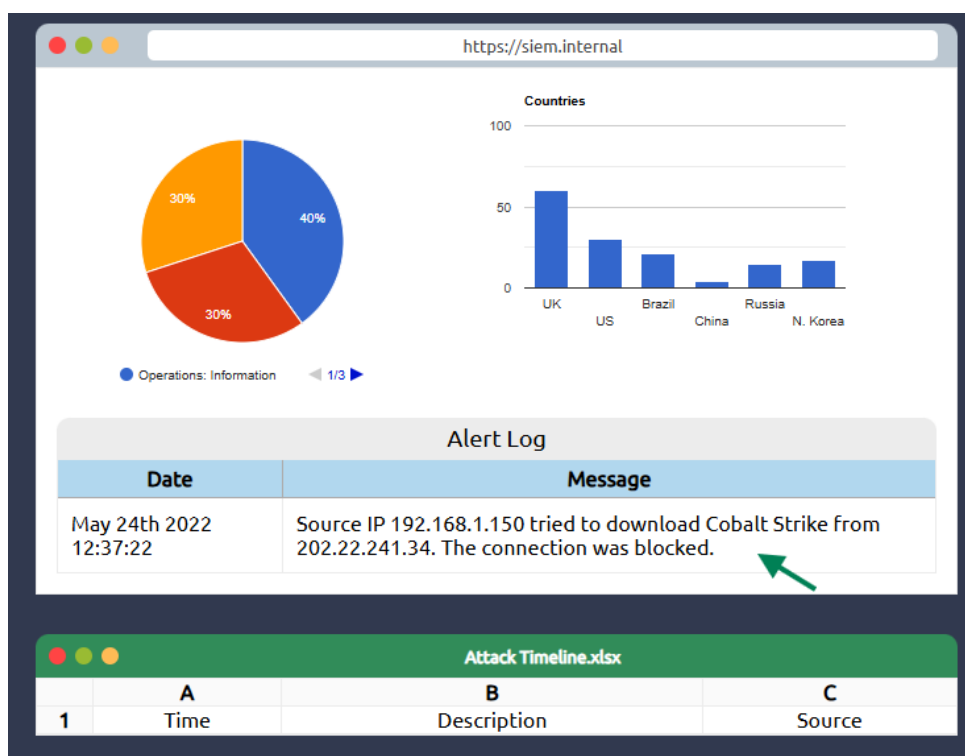 https://siem.internal
Countries
100
50
0
UK
US
Brazil
China
Russia
N. Korea
30%
40%
30%
Operations: Information
1/3
Alert Log
Date Message
May 24th 2022 Source IP 192.168.1.150 tried to download Cobalt Strike from
12:37:22 202.22.241.34. The connection was blocked.
Attack Timeline.xlsx
A B C
1 Time Description Source